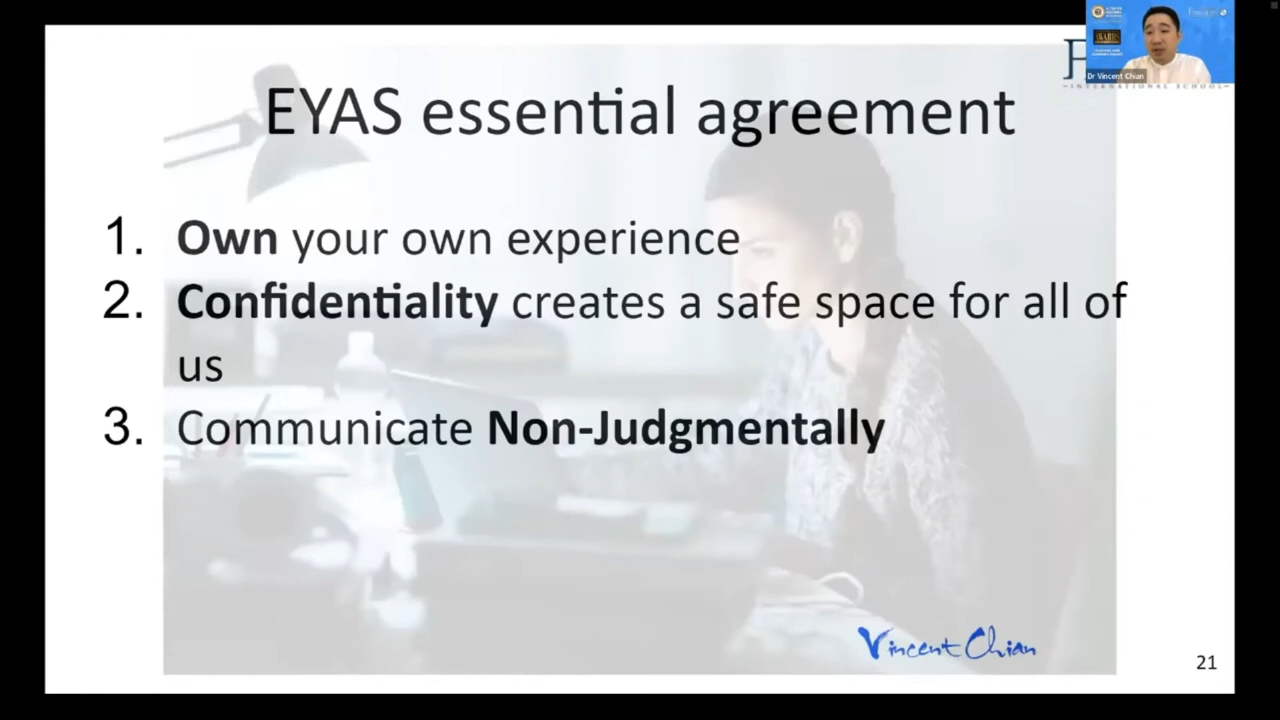 EYAS essential agreement
1. Own your own experience
2. Confidentiality creates a safe space for all of
us
3. Communicate Non-Judgmentally
Vincent Chian
21
INTERNATIONAL SCHOOL
AWARDS
Dr Vincent Chian